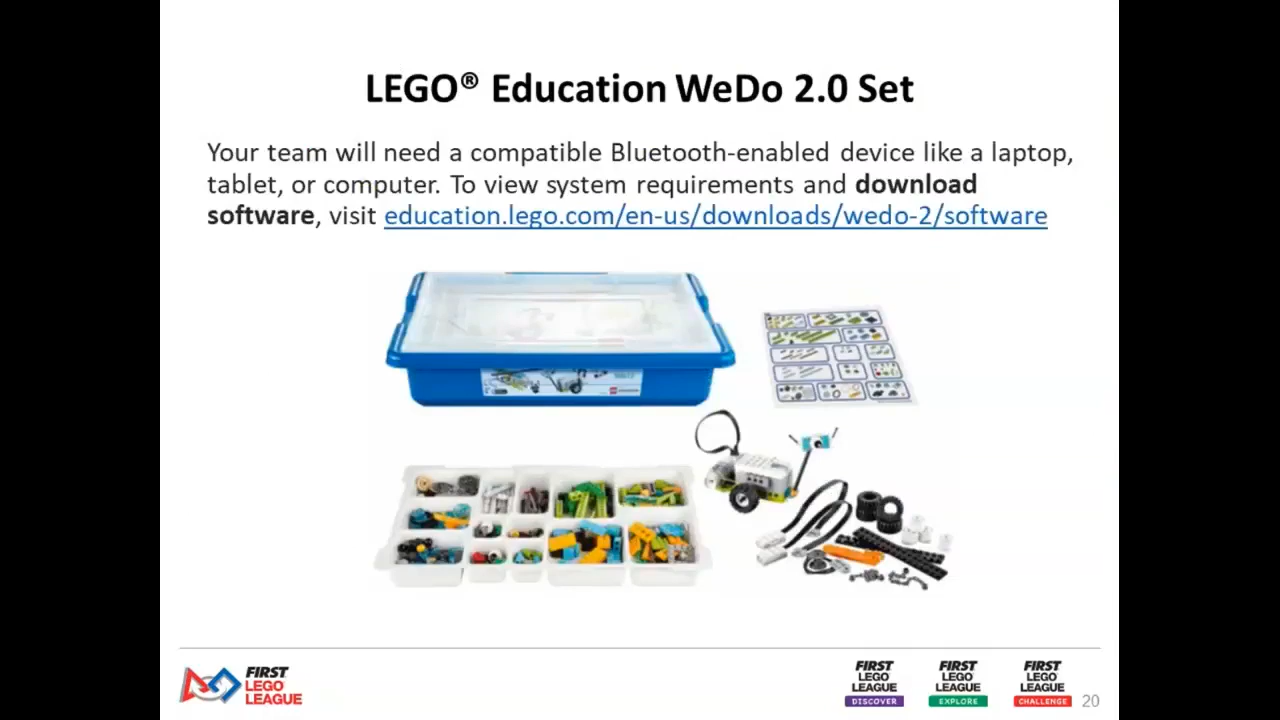 LEGO® Education WeDo 2.0 Set
Your team will need a compatible Bluetooth-enabled device like a laptop,
tablet, or computer. To view system requirements and download
software, visit education.lego.com/en-us/downloads/wedo-2/software
FIRST
LEGO
LEAGUE
FIRST
LEGO
LEAGUE
DISCOVER
FIRST
LEGO
LEAGUE
EXPLORE
FIRST
LEGO
LEAGUE
CHALLENGE
20